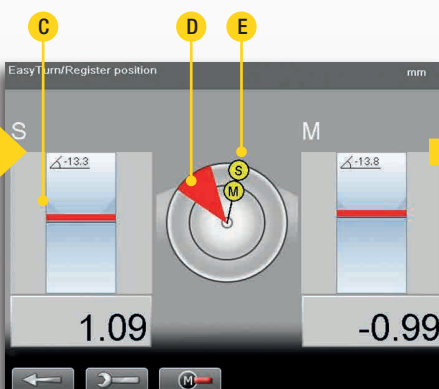 C D E
EasyTurn/Register position mm
S M
-13.3 S -13.8
M
1.09 -0.99
M